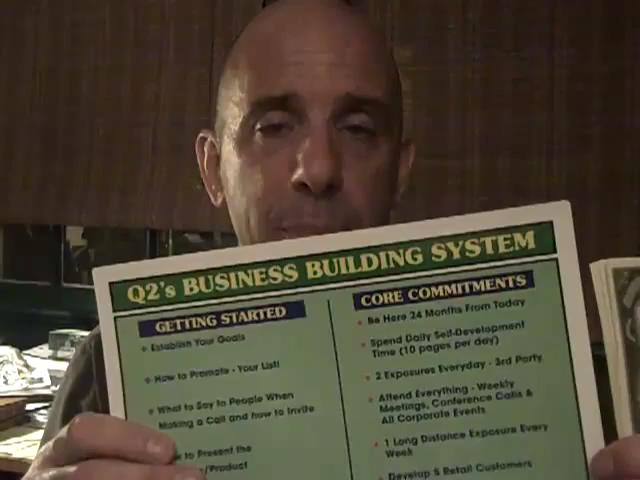 Q2's BUSINESS BUILDING SYSTEM
GETTING STARTED
Establish Your Goals
How to Promote - Your List!
What to Say to People When
Making a Call and how to Invite
to Present the
/Product
CORE COMMITMENTS
Be Here 24 Months From Today
Spend Daily Self-Development
Time (10 pages per day)
2 Exposures Everyday - 3rd Party
Attend Everything - Weekly
Meetings, Conference Calls &
All Corporate Events
1 Long Distance Exposure Every
Week
Develop 5 Retail Customers